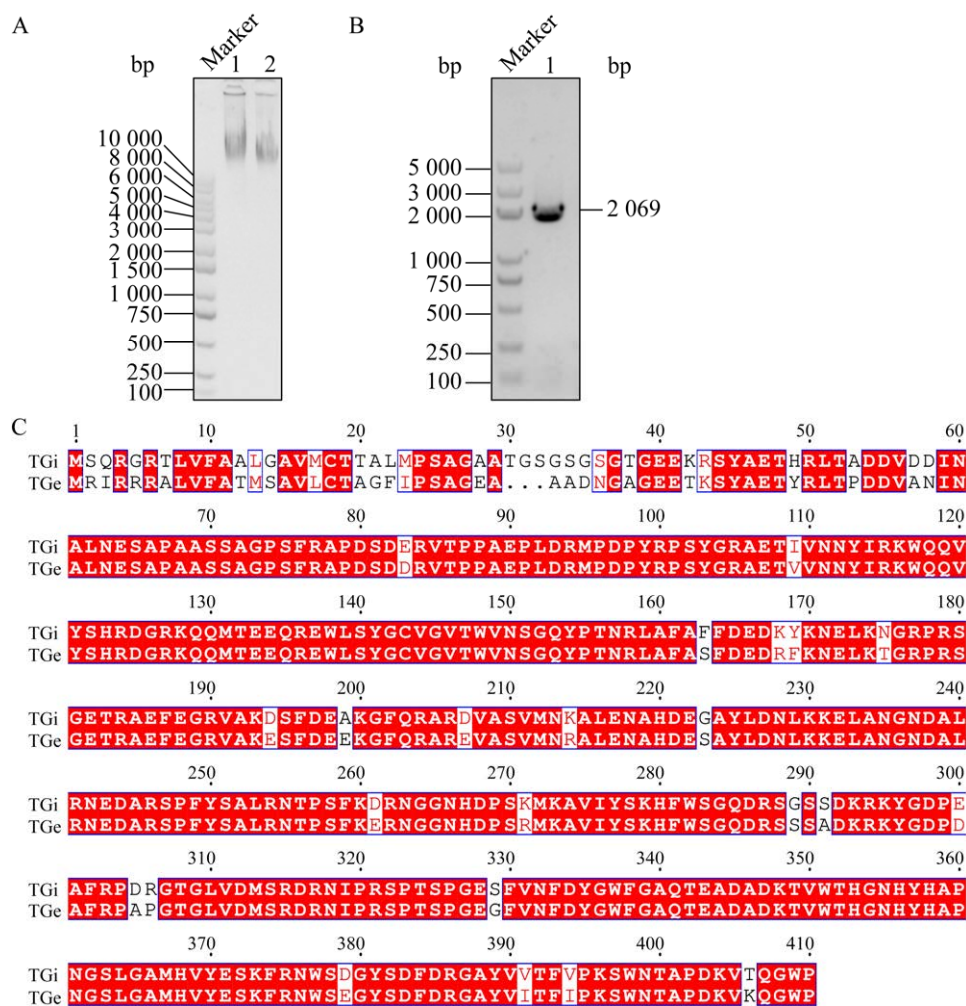 A
Marker
bp 1 2
10 000
8 000
6 000
5 000
4 000
3 000
2 000
1 500
1 000
750
500
250
100
B
Marker
bp 1 bp
5 000
3 000
2 000
1 000
750
500
250
100
2 069
C
1 10 20 30 40 50 60
TGi MSQRGRTLVFAALGAVMCTTALMPSAGAATGSGSGSGTGEEKRSYAETHRLTADDVDDIN
TGe MRIRRRALVFATMSAVLCTAGFIPSAGEA...AADNGAGEETKSYAETYRLTPDDVANIN
70 80 90 100 110 120
TGi ALNESAPAASSAGPSFRAPDSDERVTPPAEPLDRMPDPYRPSYGRAETIVNNYIRKWQQV
TGe ALNESAPAASSAGPSFRAPDSDDRVTPPAEPLDRMPDPYRPSYGRAETVVNNYIRKWQQV
130 140 150 160 170 180
TGi YSHRDGRKQQMTEEQREWLSYGCVGVTWVNSGQYPTNRLAFAFFDEDKYKNELKNGRPRS
TGe YSHRDGRKQQMTEEQREWLSYGCVGVTWVNSGQYPTNRLAFASFDEDRFKNELKTGRPRS
190 200 210 220 230 240
TGi GETRAEFEGRVAKDSFDEAKGFQRARDVASVMNKALENAHDEGAYLDNLKKELANGNDAL
TGe GETRAEFEGRVAKESFDEEKGFQRAREVASVMNRALENAHDESAYLDNLKKELANGNDAL
250 260 270 280 290 300
TGi RNEDARSPFYSALRNTPSFKDRNGGNHDPSKMKAVIYSKHFWSGQDRSGSSDKRKYGDPE
TGe RNEDARSPFYSALRNTPSFKERNGGNHDPSRMKAVIYSKHFWSGQDRSSSADKRKYGDPD
310 320 330 340 350 360
TGi AFRPDRGTGLVDMSRDRNIPRSPTSPGESFVNFDYGWFGAQTEADADKTVWTHGNHYHAP
TGe AFRPAPGTGLVDMSRDRNIPRSPTSPGEGFVNFDYGWFGAQTEADADKTVWTHGNHYHAP
370 380 390 400 410
TGi NGSLGAMHVYESKFRNWSDGYSDFDRGAYVVTFVPKSWNTAPDKVTQGWP
TGe NGSLGAMHVYESKFRNWSEGYSDFDRGAYVITFIPKSWNTAPDKVKQGWP